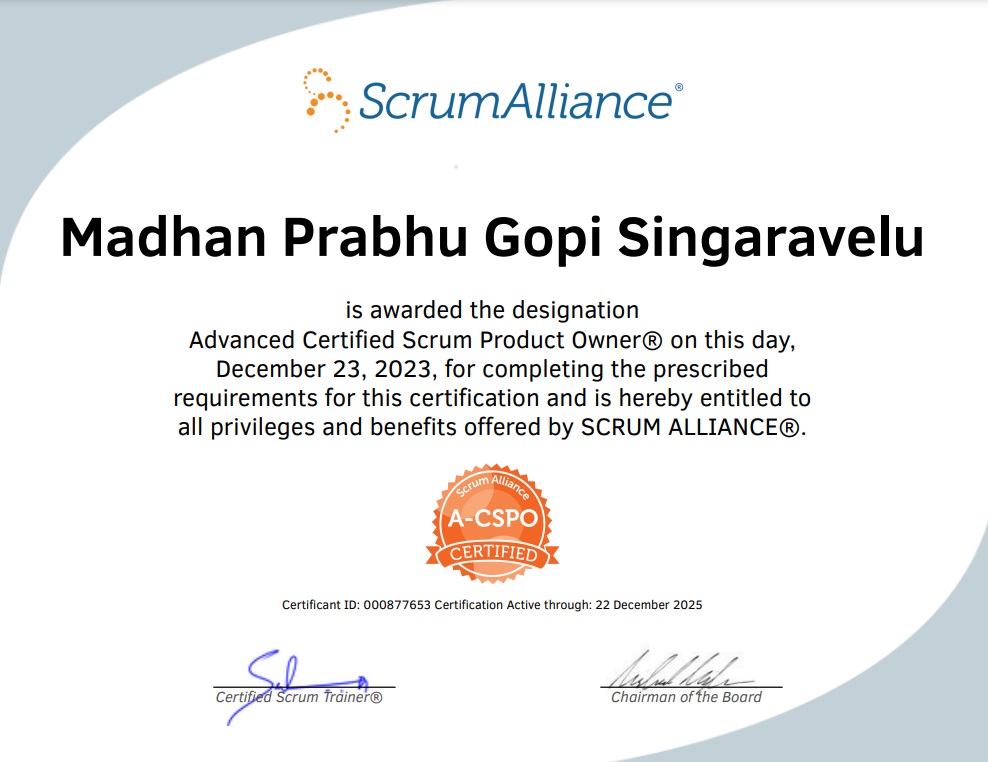 ScrumAlliance®
Madhan Prabhu Gopi Singaravelu
is awarded the designation
Advanced Certified Scrum Product Owner® on this day,
December 23, 2023, for completing the prescribed
requirements for this certification and is hereby entitled to
all privileges and benefits offered by SCRUM ALLIANCE®.
Scrum Alliance
A-CSPO
CERTIFIED
Certificant ID: 000877653 Certification Active through: 22 December 2025
Certified Scrum Trainer®
Chairman of the Board